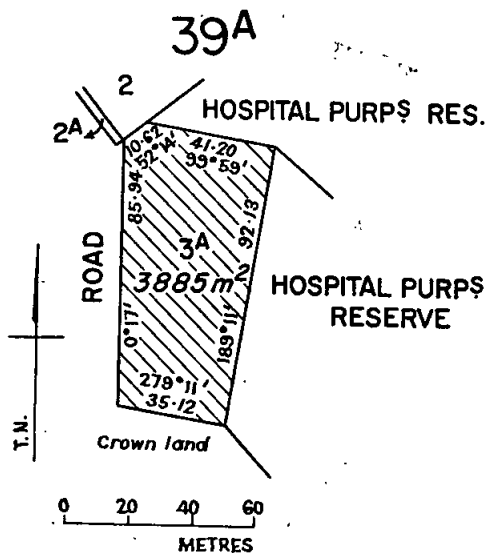 39A
2
2A
HOSPITAL PURPS RES.
10·62
52°14'
41·20
99°59'
85·94
0°17'
ROAD
3A
3885m2
92·13
189°11'
HOSPITAL PURPS
RESERVE
279°11'
35·12
Crown land
T.N.
0 20 40 60
METRES